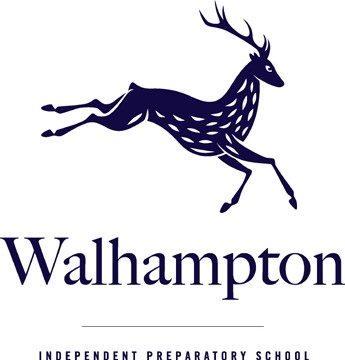 Walhampton
INDEPENDENT PREPARATORY SCHOOL